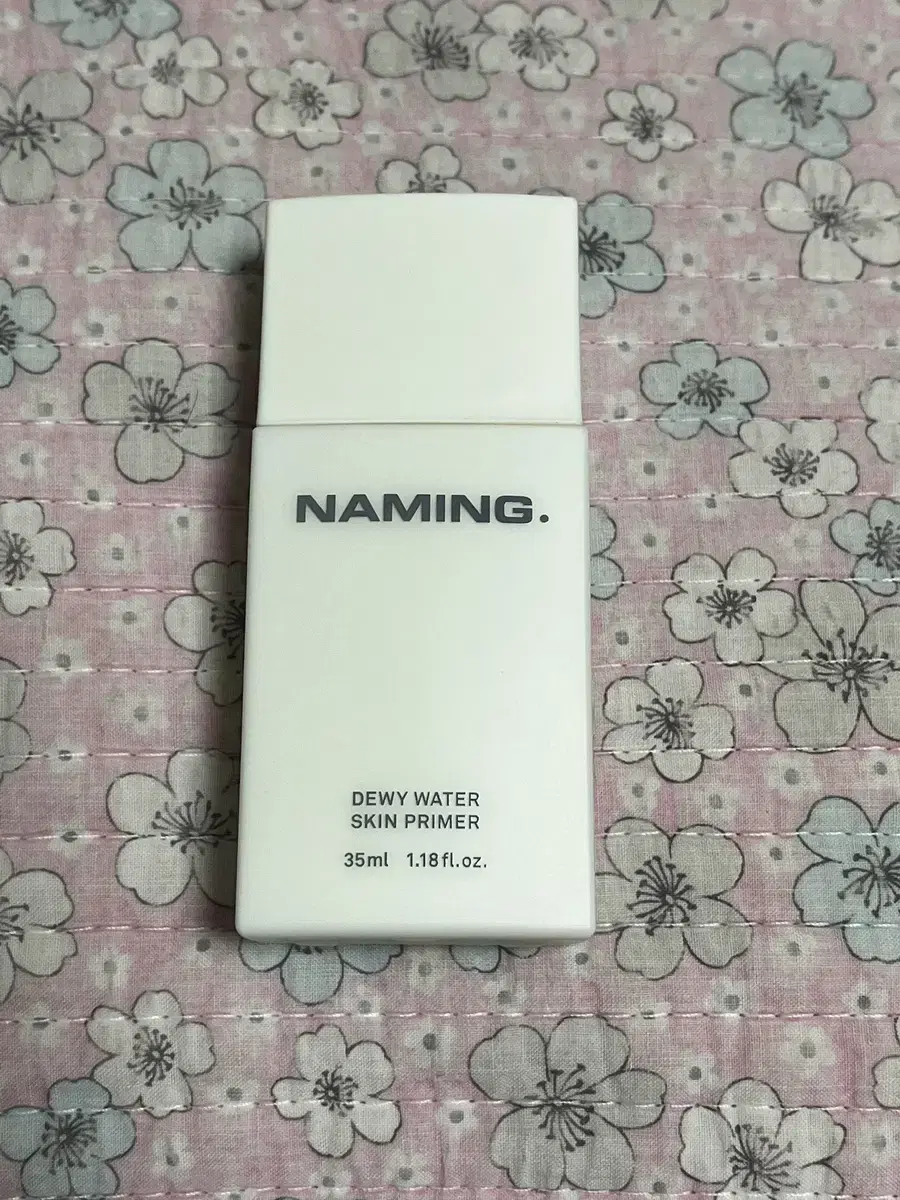 NAMING.
DEWY WATER
SKIN PRIMER
35ml 1.18fl.oz.